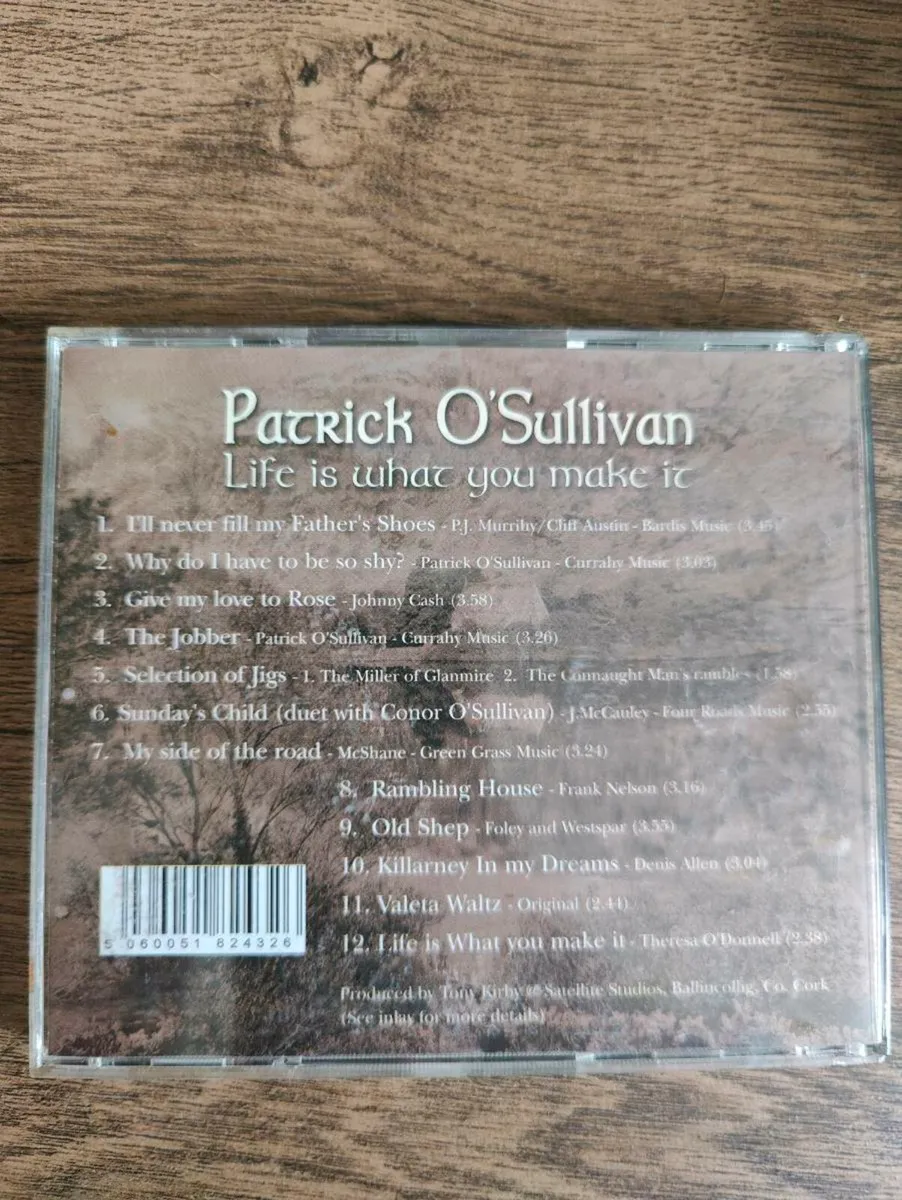 Patrick O'Sullivan
Life is what you make it
1. I'll never fill my Father's Shoes - P.J. Murrihy/Cliff Austin - Bardis Music (3.45)
2. Why do I have to be so shy? - Patrick O'Sullivan - Currahy Music (3.03)
3. Give my love to Rose - Johnny Cash (3.58)
4. The Jobber - Patrick O'Sullivan - Currahy Music (3.26)
5. Selection of Jigs - 1. The Miller of Glanmire 2. The Connaught Man's rambles (1.58)
6. Sunday's Child (duet with Conor O'Sullivan) - J.McCauley - Four Roads Music (2.55)
7. My side of the road - McShane - Green Grass Music (3.24)
8. Rambling House - Frank Nelson (3.16)
9. Old Shep - Foley and Westspar (3.55)
10. Killarney In my Dreams - Denis Allen (3.04)
11. Valeta Waltz - Original (2.44)
12. Life is What you make it - Theresa O'Donnell (2.38)
5 060051 824326
Produced by Tony Kirby @ Satellite Studios, Ballincollig, Co. Cork
(See inlay for more details)